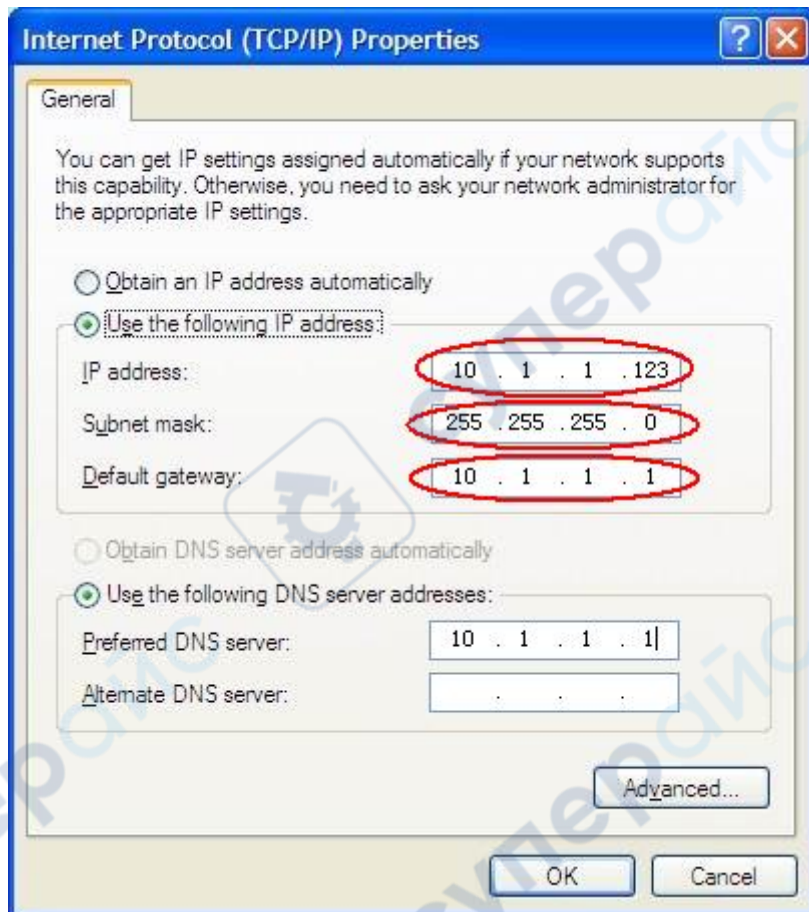 Internet Protocol (TCP/IP) Properties
General
You can get IP settings assigned automatically if your network supports
this capability. Otherwise, you need to ask your network administrator for
the appropriate IP settings.
Obtain an IP address automatically
Use the following IP address:
IP address: 10 . 1 . 1 .123
Subnet mask: 255 .255 .255 . 0
Default gateway: 10 . 1 . 1 . 1
Obtain DNS server address automatically
Use the following DNS server addresses:
Preferred DNS server: 10 . 1 . 1 . 1
Alternate DNS server: . . .
Advanced...
OK Cancel
суперайс